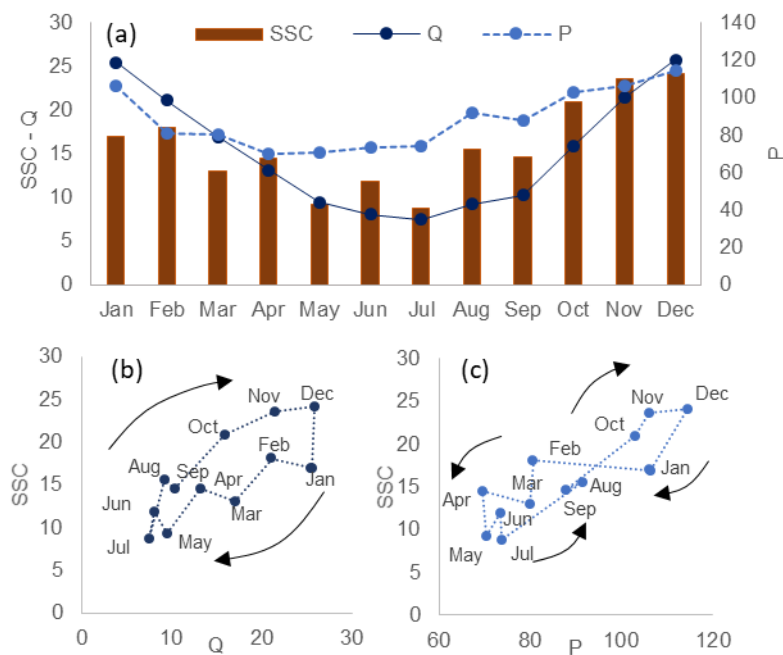 (a) SSC Q P
30 25 20 15 10 5 0
SSC - Q
140 120 100 80 60 40 20 0
P
Jan Feb Mar Apr May Jun Jul Aug Sep Oct Nov Dec
(b)
30 25 20 15 10 5 0
SSC
Nov Dec
Oct
Feb
Aug Sep Apr Jan
Mar
Jun
Jul May
0 10 20 30
Q
(c)
30 25 20 15 10 5 0
SSC
Nov Dec
Oct
Feb
Jan
Mar Aug
Apr
Jun Sep
May Jul
60 80 100 120
P